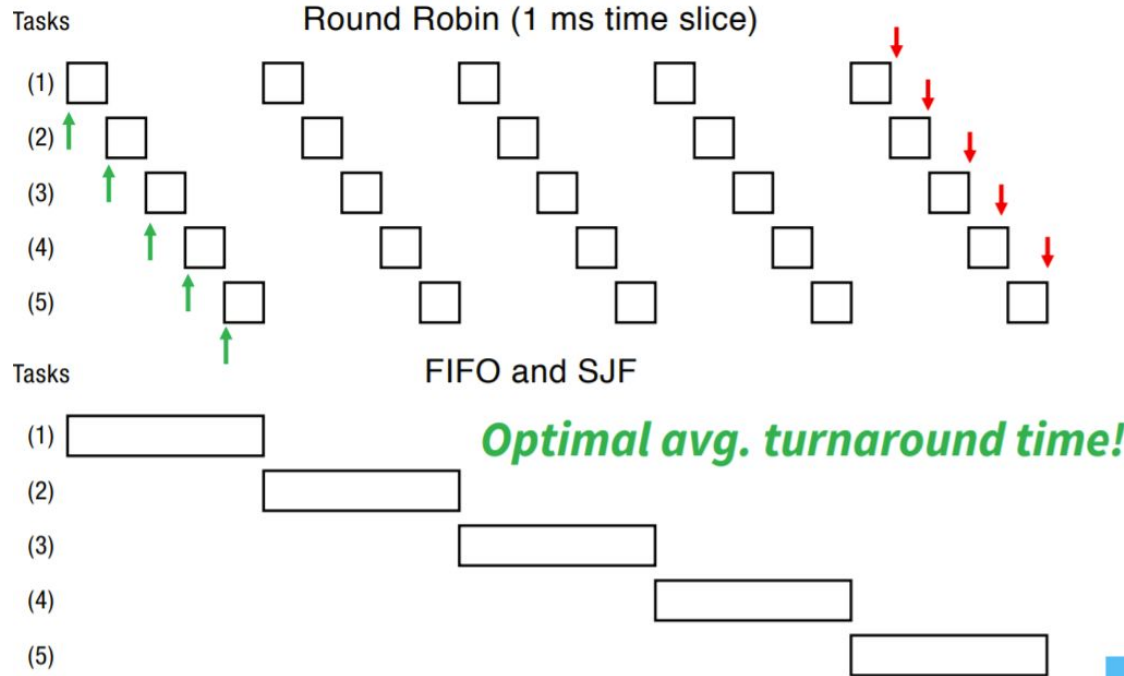 Tasks
Round Robin (1 ms time slice)
(1)
(2)
(3)
(4)
(5)
Tasks
FIFO and SJF
(1)
Optimal avg. turnaround time!
(2)
(3)
(4)
(5)